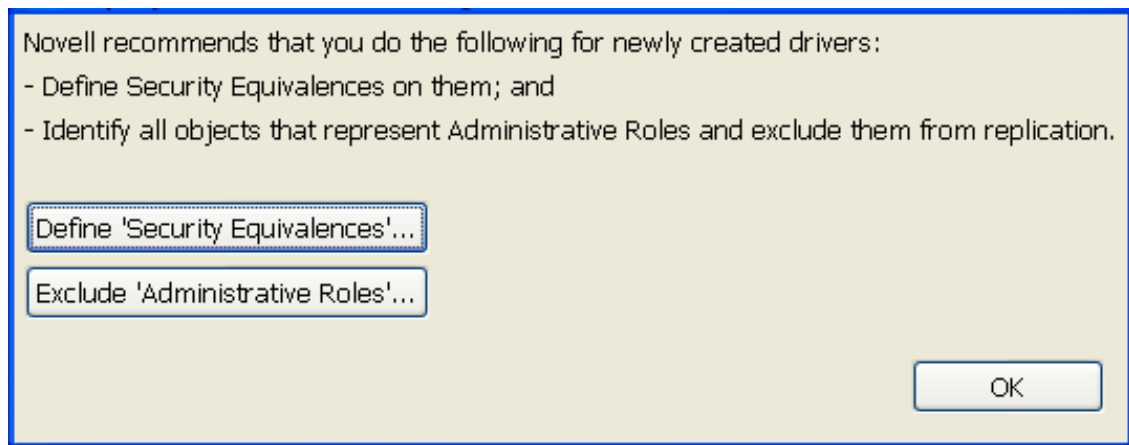 Novell recommends that you do the following for newly created drivers:
- Define Security Equivalences on them; and
- Identify all objects that represent Administrative Roles and exclude them from replication.
Define 'Security Equivalences'...
Exclude 'Administrative Roles'...
OK